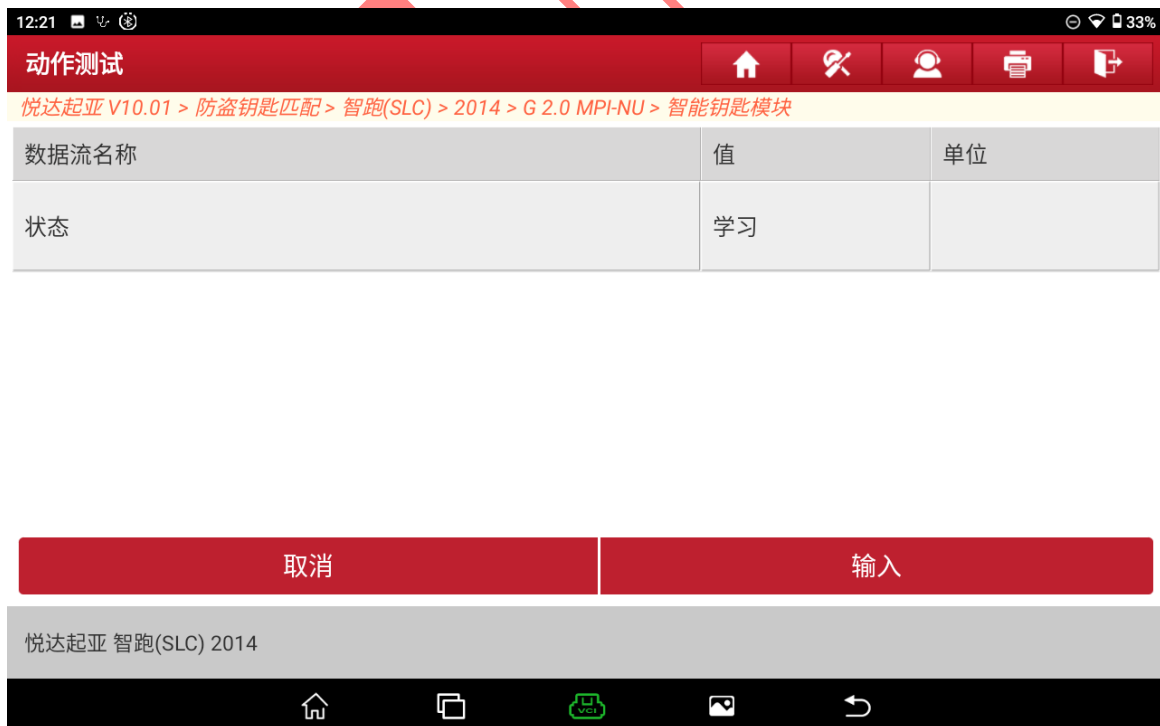 12:21 33%
动作测试
悦达起亚 V10.01 > 防盗钥匙匹配 > 智跑(SLC) > 2014 > G 2.0 MPI-NU > 智能钥匙模块
数据流名称 值 单位
状态 学习
取消 输入
悦达起亚 智跑(SLC) 2014
VCI